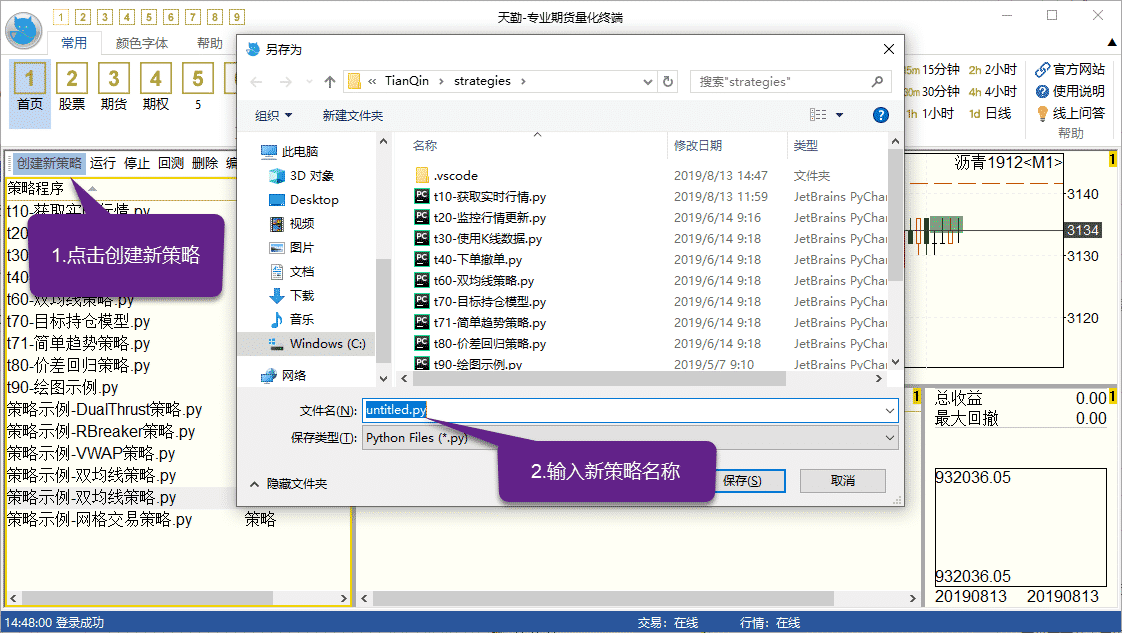 1 2 3 4 5 6 7 8 9
天勤-专业期货量化终端
常用 颜色字体 帮助
1 首页
2 股票
3 期货
4 期权
5 5
15分钟 2h 2小时
30分钟 4h 4小时
1h 1小时 1d 日线
官方网站
使用说明
线上问答
帮助
创建新策略 运行 停止 回测 删除
策略程序
t10-获取实时行情.py
t20
t30
t40
t60-双均线策略.py
t70-目标持仓模型.py
t71-简单趋势策略.py
t80-价差回归策略.py
t90-绘图示例.py
策略示例-DualThrust策略.py
策略示例-RBreaker策略.py
策略示例-VWAP策略.py
策略示例-双均线策略.py
策略示例-双均线策略.py
策略示例-网格交易策略.py 策略
1.点击创建新策略
另存为
« TianQin › strategies ›
搜索"strategies"
组织 新建文件夹
此电脑
3D 对象
Desktop
视频
图片
文档
下载
音乐
Windows (C:)
网络
名称 修改日期 类型
.vscode 2019/8/13 14:47 文件夹
t10-获取实时行情.py 2019/8/13 11:59 JetBrains PyChar
t20-监控行情更新.py 2019/6/14 9:16 JetBrains PyChar
t30-使用K线数据.py 2019/6/14 9:18 JetBrains PyChar
t40-下单撤单.py 2019/6/14 9:18 JetBrains PyChar
t60-双均线策略.py 2019/6/14 9:18 JetBrains PyChar
t70-目标持仓模型.py 2019/6/14 9:18 JetBrains PyChar
t71-简单趋势策略.py 2019/6/14 9:18 JetBrains PyChar
t80-价差回归策略.py 2019/6/14 9:18 JetBrains PyChar
t90-绘图示例.py 2019/5/7 9:10 JetBrains PyChar
文件名(N): untitled.py
保存类型(T): Python Files (*.py)
2.输入新策略名称
隐藏文件夹 保存(S) 取消
沥青1912<M1> 1
3140
3134
3130
3120
1
总收益 0.00 1
最大回撤 0.00
932036.05
932036.05
20190813 20190813
14:48:00 登录成功 交易：在线 行情：在线